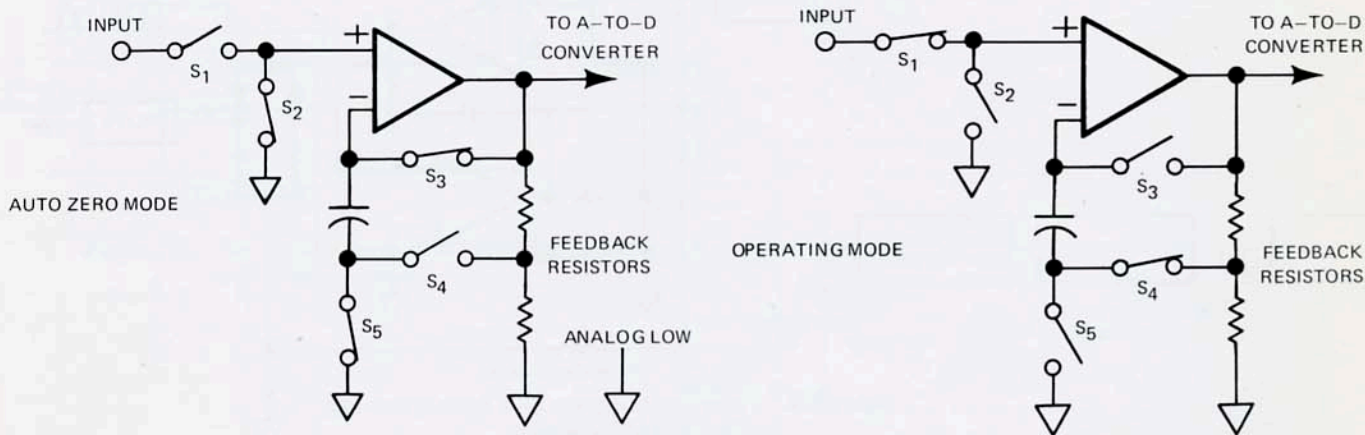 INPUT
S1
S2
+
−
TO A–TO–D
CONVERTER
S3
S4
S5
FEEDBACK
RESISTORS
AUTO ZERO MODE
ANALOG LOW
INPUT
S1
S2
+
−
TO A–TO–D
CONVERTER
S3
S4
S5
FEEDBACK
RESISTORS
OPERATING MODE